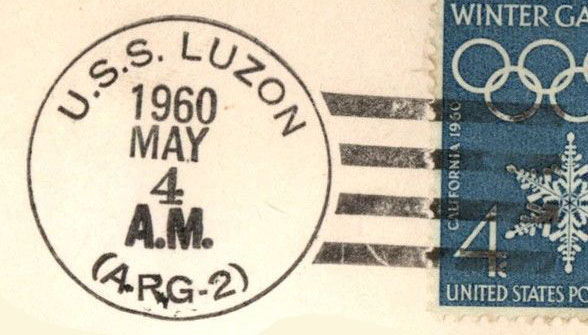 U.S.S. LUZON
1960
MAY
4
A.M.
(ARG-2)
WINTER GA
CALIFORNIA 1960
4
UNITED STATES PO